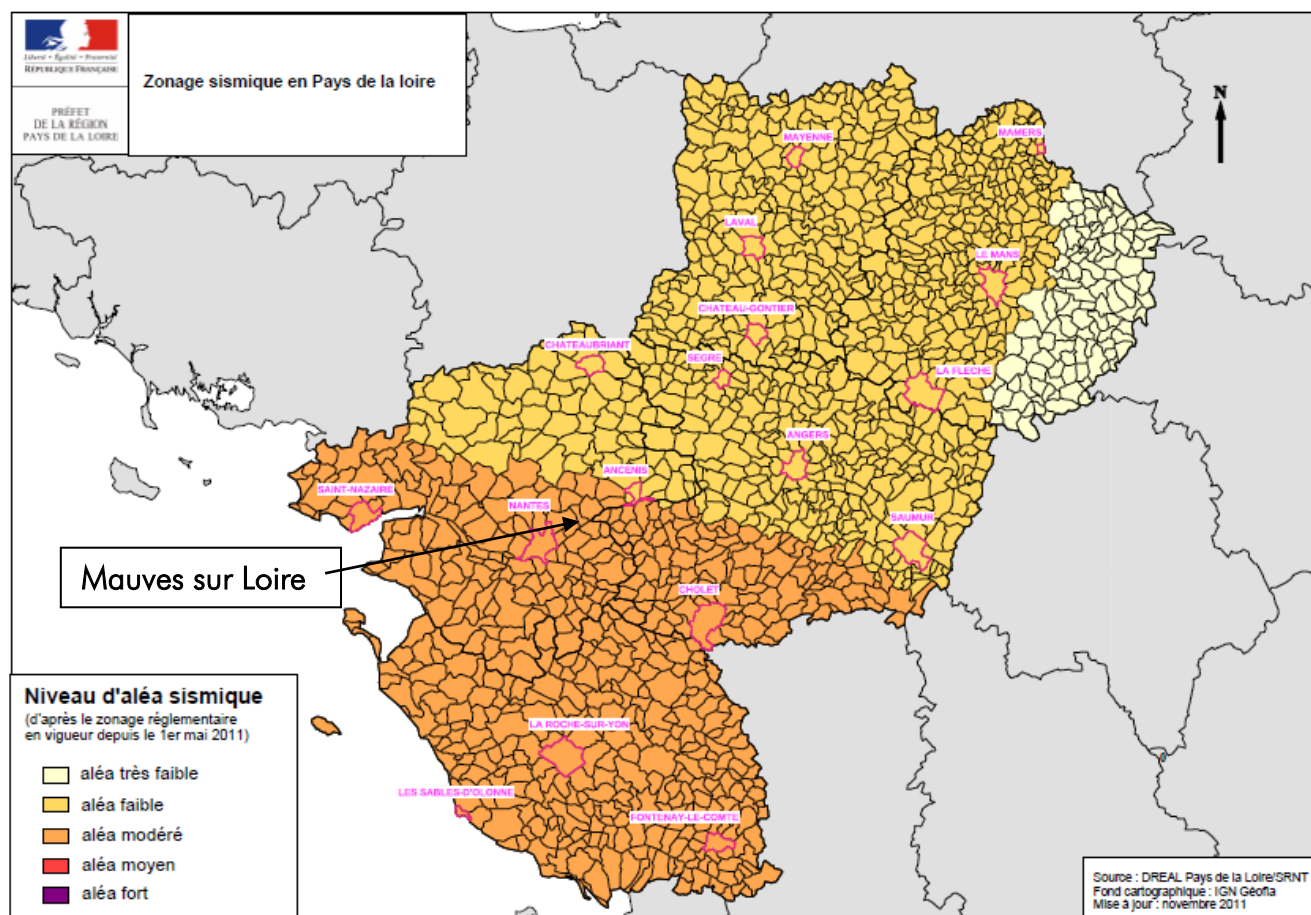 Liberté • Égalité • Fraternité
RÉPUBLIQUE FRANÇAISE
PRÉFET
DE LA RÉGION
PAYS DE LA LOIRE
Zonage sismique en Pays de la loire
N
MAYENNE
MAMERS
LAVAL
LE MANS
CHATEAU-GONTIER
CHATEAUBRIANT
SEGRE
LA FLECHE
ANGERS
ANCENIS
SAINT-NAZAIRE
NANTES
SAUMUR
Mauves sur Loire
CHOLET
LA ROCHE-SUR-YON
LES SABLES-D'OLONNE
FONTENAY-LE-COMTE
Niveau d'aléa sismique
(d'après le zonage réglementaire
en vigueur depuis le 1er mai 2011)
aléa très faible
aléa faible
aléa modéré
aléa moyen
aléa fort
Source : DREAL Pays de la Loire/SRNT
Fond cartographique : IGN Géofla
Mise à jour : novembre 2011